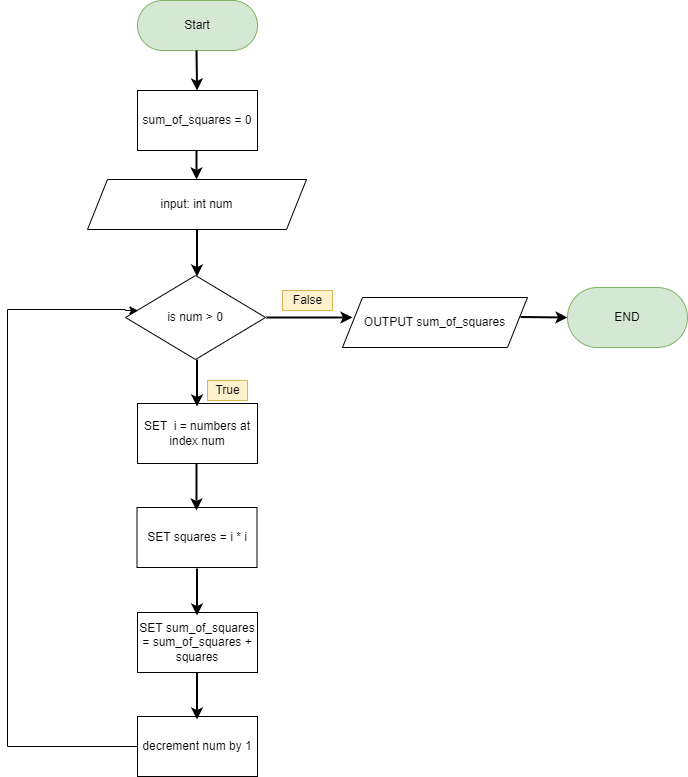 Start
sum_of_squares = 0
input: int num
is num > 0
False
OUTPUT sum_of_squares
END
True
SET i = numbers at
index num
SET squares = i * i
SET sum_of_squares
= sum_of_squares +
squares
decrement num by 1